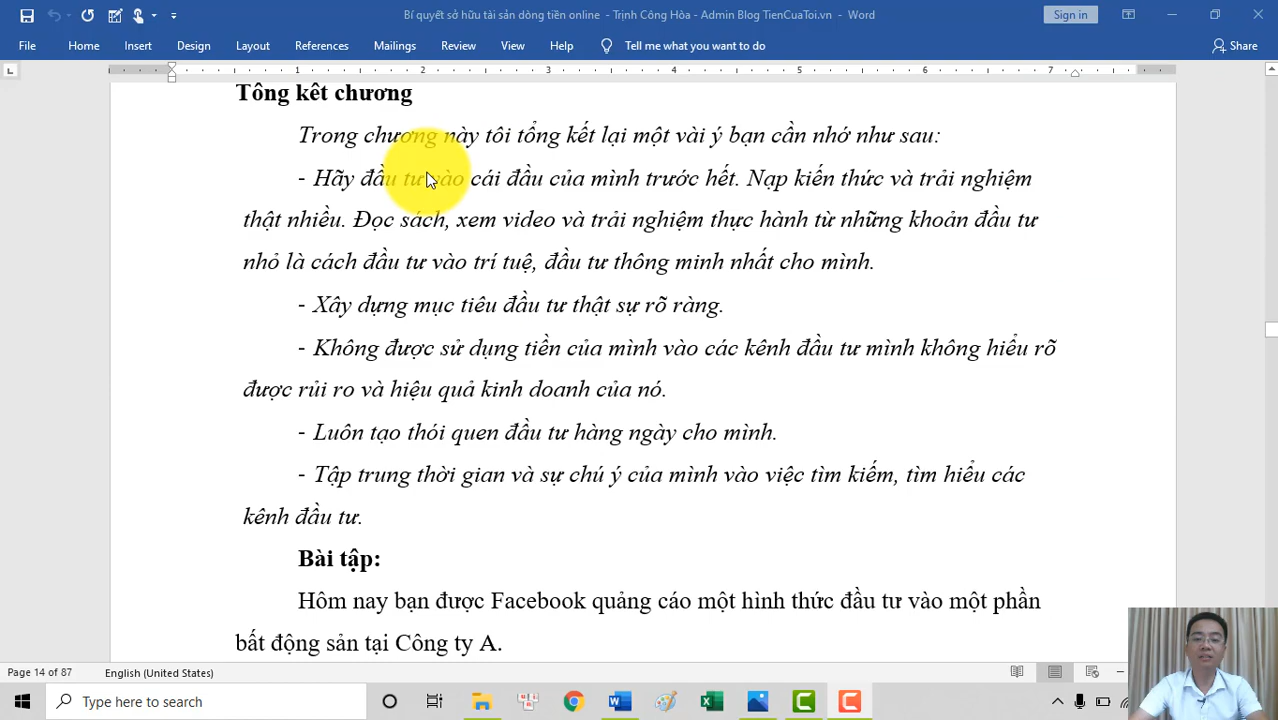 Bí quyết sở hữu tài sản dòng tiền online - Trịnh Công Hòa - Admin Blog TienCuaToi.vn - Word
Sign in
File Home Insert Design Layout References Mailings Review View Help Tell me what you want to do Share
1 2 3 4 5 6 7
Tổng kết chương
Trong chương này tôi tổng kết lại một vài ý bạn cần nhớ như sau:
- Hãy đầu tư vào cái đầu của mình trước hết. Nạp kiến thức và trải nghiệm
thật nhiều. Đọc sách, xem video và trải nghiệm thực hành từ những khoản đầu tư
nhỏ là cách đầu tư vào trí tuệ, đầu tư thông minh nhất cho mình.
- Xây dựng mục tiêu đầu tư thật sự rõ ràng.
- Không được sử dụng tiền của mình vào các kênh đầu tư mình không hiểu rõ
được rủi ro và hiệu quả kinh doanh của nó.
- Luôn tạo thói quen đầu tư hàng ngày cho mình.
- Tập trung thời gian và sự chú ý của mình vào việc tìm kiếm, tìm hiểu các
kênh đầu tư.
Bài tập:
Hôm nay bạn được Facebook quảng cáo một hình thức đầu tư vào một phần
bất động sản tại Công ty A.
Page 14 of 87 English (United States)
Type here to search